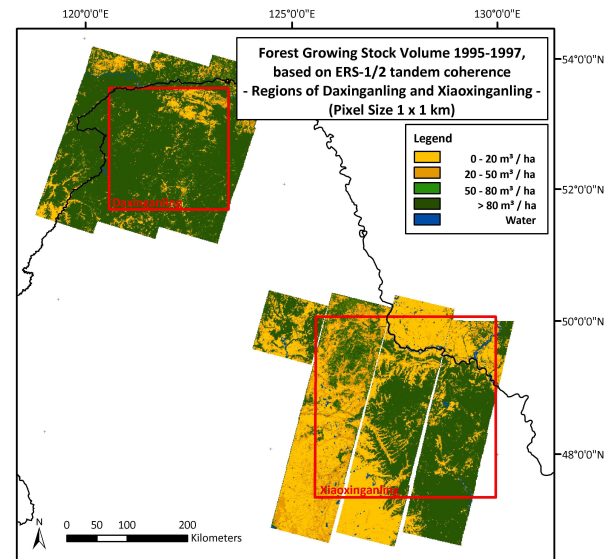 120°0'0"E
125°0'0"E
130°0'0"E
Forest Growing Stock Volume 1995-1997,
based on ERS-1/2 tandem coherence
- Regions of Daxinganling and Xiaoxinganling -
(Pixel Size 1 x 1 km)
54°0'0"N
Legend
0 - 20 m³ / ha
20 - 50 m³ / ha
50 - 80 m³ / ha
> 80 m³ / ha
Water
52°0'0"N
Daxinganling
50°0'0"N
48°0'0"N
Xiaoxinganling
N
0 50 100 200
Kilometers